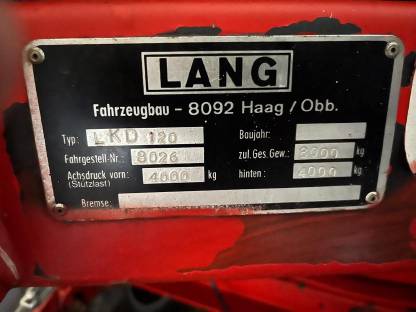 LANG
Fahrzeugbau - 8092 Haag / Obb.
Typ: LKD 120 Baujahr:
Fahrgestell-Nr.: 8026 zul. Ges. Gew.: 8000 kg
Achsdruck vorn: 4000 kg hinten: 4000 kg
(Stützlast)
Bremse: